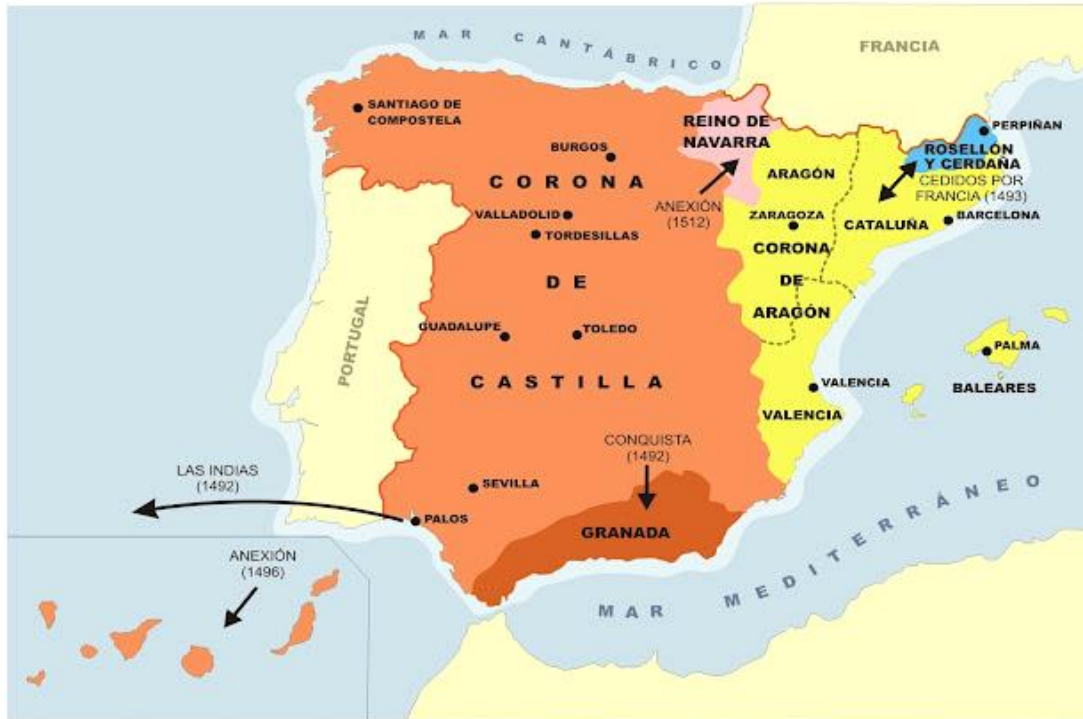 MAR CANTÁBRICO
FRANCIA
SANTIAGO DE
COMPOSTELA
REINO DE
NAVARRA
PERPIÑAN
BURGOS
ROSELLÓN
Y CERDAÑA
CEDIDOS POR
FRANCIA (1493)
CORONA
ARAGÓN
ANEXIÓN
(1512)
VALLADOLID
ZARAGOZA
CATALUÑA
BARCELONA
TORDESILLAS
CORONA
DE
DE
ARAGÓN
PORTUGAL
GUADALUPE
TOLEDO
PALMA
CASTILLA
VALENCIA
BALEARES
VALENCIA
CONQUISTA
(1492)
LAS INDIAS
(1492)
SEVILLA
PALOS
GRANADA
MAR MEDITERRÁNEO
ANEXIÓN
(1496)